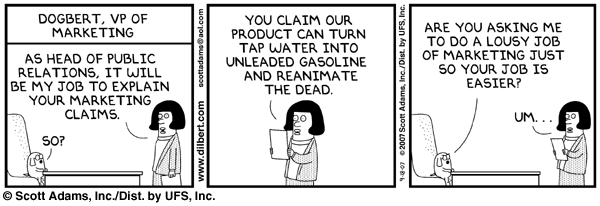 DOGBERT, VP OF
MARKETING
AS HEAD OF PUBLIC
RELATIONS, IT WILL
BE MY JOB TO EXPLAIN
YOUR MARKETING
CLAIMS.
SO?
www.dilbert.com scottadams@aol.com
YOU CLAIM OUR
PRODUCT CAN TURN
TAP WATER INTO
UNLEADED GASOLINE
AND REANIMATE
THE DEAD.
9-18-07 © 2007 Scott Adams, Inc./Dist. by UFS, Inc.
ARE YOU ASKING ME
TO DO A LOUSY JOB
OF MARKETING JUST
SO YOUR JOB IS
EASIER?
UM...
© Scott Adams, Inc./Dist. by UFS, Inc.